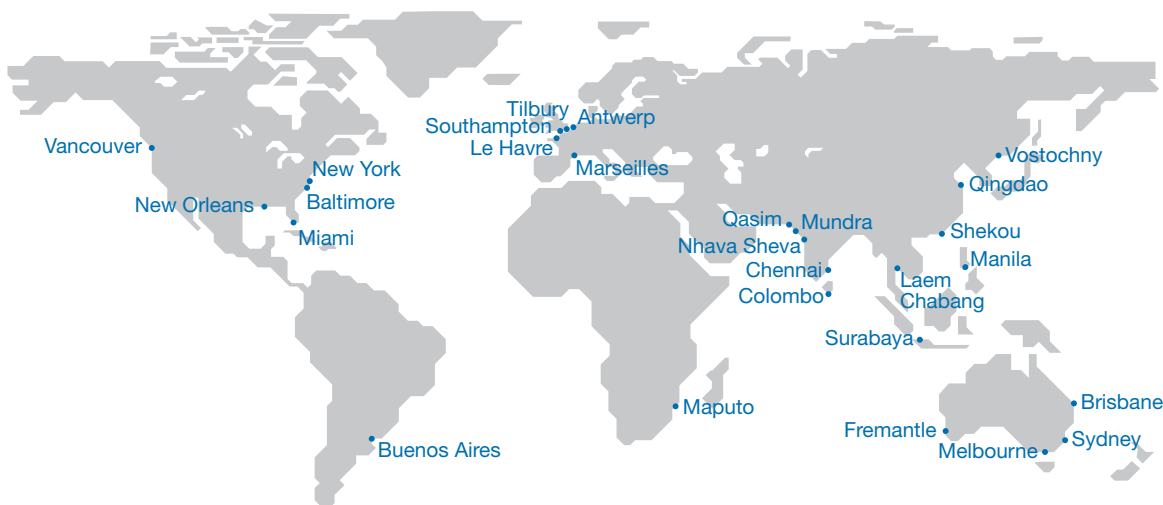 Tilbury
Southampton
Antwerp
Le Havre
Marseilles
Vancouver
New York
New Orleans
Baltimore
Miami
Vostochny
Qingdao
Qasim
Mundra
Nhava Sheva
Shekou
Chennai
Manila
Colombo
Laem
Chabang
Surabaya
Maputo
Buenos Aires
Brisbane
Fremantle
Sydney
Melbourne